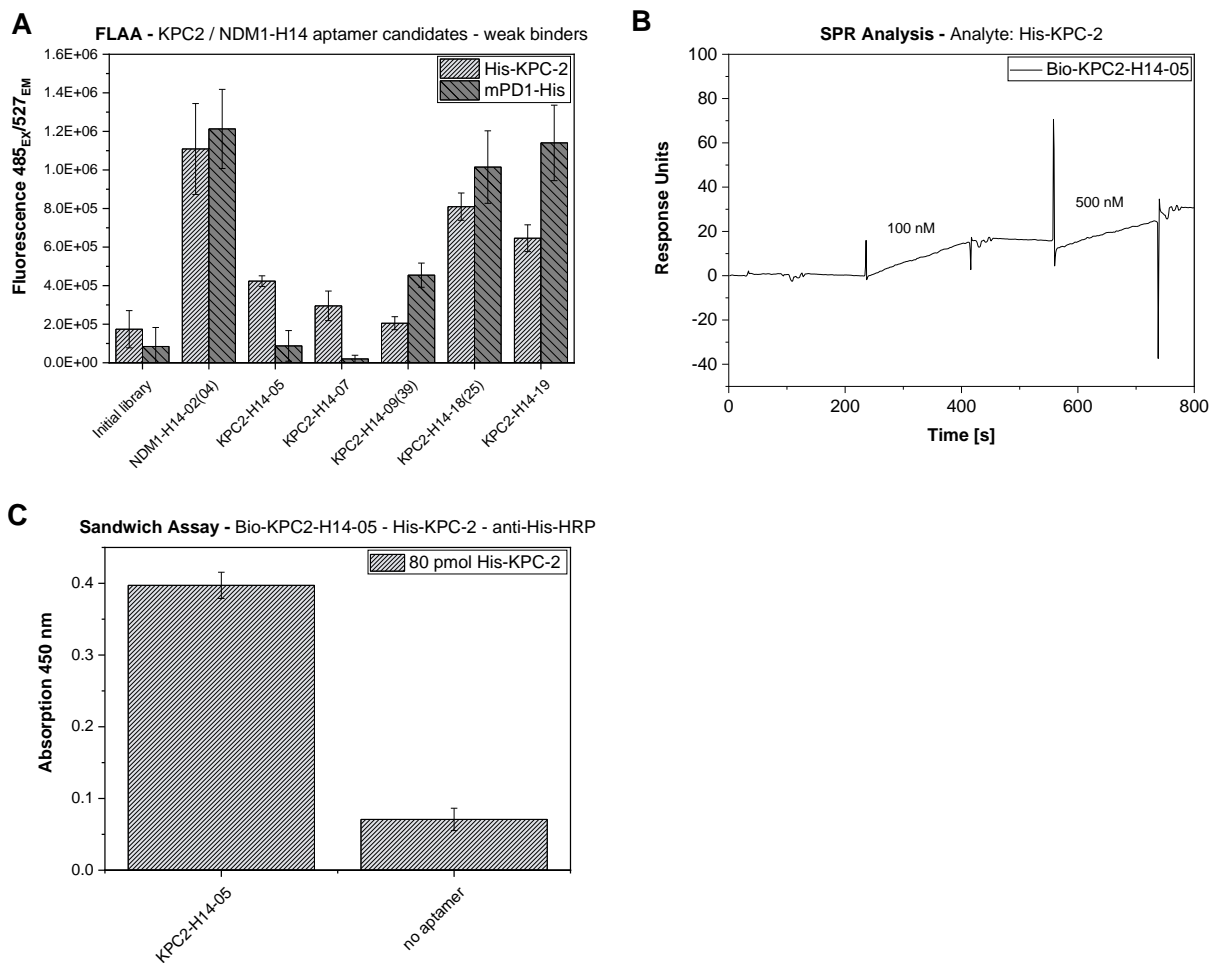 A
FLAA - KPC2 / NDM1-H14 aptamer candidates - weak binders
His-KPC-2
mPD1-His
Fluorescence 485EX/527EM
1.6E+06
1.4E+06
1.2E+06
1.0E+06
8.0E+05
6.0E+05
4.0E+05
2.0E+05
0.0E+00
Initial library
NDM1-H14-02(04)
KPC2-H14-05
KPC2-H14-07
KPC2-H14-09(39)
KPC2-H14-18(25)
KPC2-H14-19
B
SPR Analysis - Analyte: His-KPC-2
Bio-KPC2-H14-05
Response Units
100
80
60
40
20
0
-20
-40
100 nM
500 nM
0
200
400
600
800
Time [s]
C
Sandwich Assay - Bio-KPC2-H14-05 - His-KPC-2 - anti-His-HRP
80 pmol His-KPC-2
Absorption 450 nm
0.4
0.3
0.2
0.1
0.0
KPC2-H14-05
no aptamer